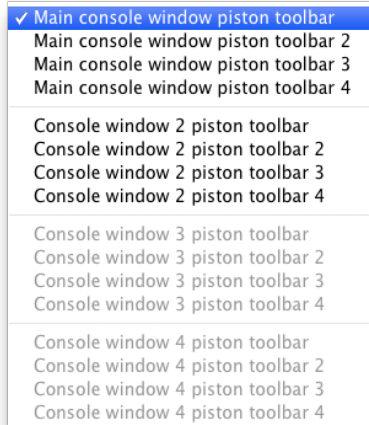 Main console window piston toolbar
Main console window piston toolbar 2
Main console window piston toolbar 3
Main console window piston toolbar 4
Console window 2 piston toolbar
Console window 2 piston toolbar 2
Console window 2 piston toolbar 3
Console window 2 piston toolbar 4
Console window 3 piston toolbar
Console window 3 piston toolbar 2
Console window 3 piston toolbar 3
Console window 3 piston toolbar 4
Console window 4 piston toolbar
Console window 4 piston toolbar 2
Console window 4 piston toolbar 3
Console window 4 piston toolbar 4